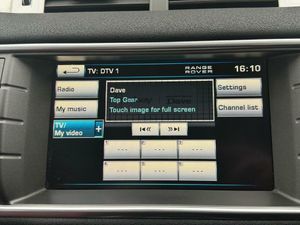 TV: DTV 1
RANGE ROVER
16:10
Radio
Dave
Settings
Top Gear
My music
Touch image for full screen
Channel list
TV/
My video
+
1
2
3
---
---
---
4
5
6
---
---
---